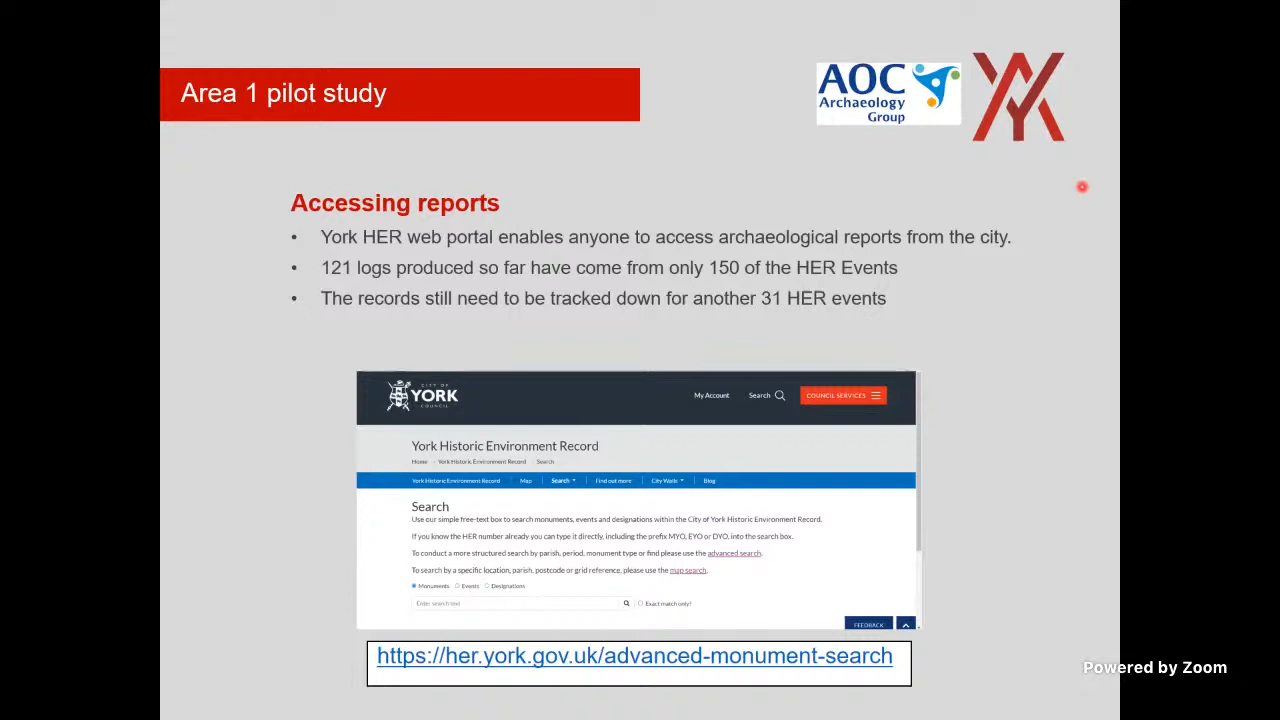 Area 1 pilot study
AOC
Archaeology
Group
Accessing reports
• York HER web portal enables anyone to access archaeological reports from the city.
• 121 logs produced so far have come from only 150 of the HER Events
• The records still need to be tracked down for another 31 HER events
CITY OF
YORK
COUNCIL
My Account
Search
COUNCIL SERVICES
York Historic Environment Record
Home
York Historic Environment Record
Search
York Historic Environment Record
Map
Search
Find out more
City Walls
Blog
Search
Use our simple free-text box to search monuments, events and designations within the City of York Historic Environment Record.
If you know the HER number already you can type it directly, including the prefix MYO, EYO or DYO, into the search box.
To conduct a more structured search by parish, period, monument type or find please use the advanced search.
To search by a specific location, parish, postcode or grid reference, please use the map search.
Monuments Events Designations
Enter search text
Exact match only?
FEEDBACK
https://her.york.gov.uk/advanced-monument-search
Powered by Zoom